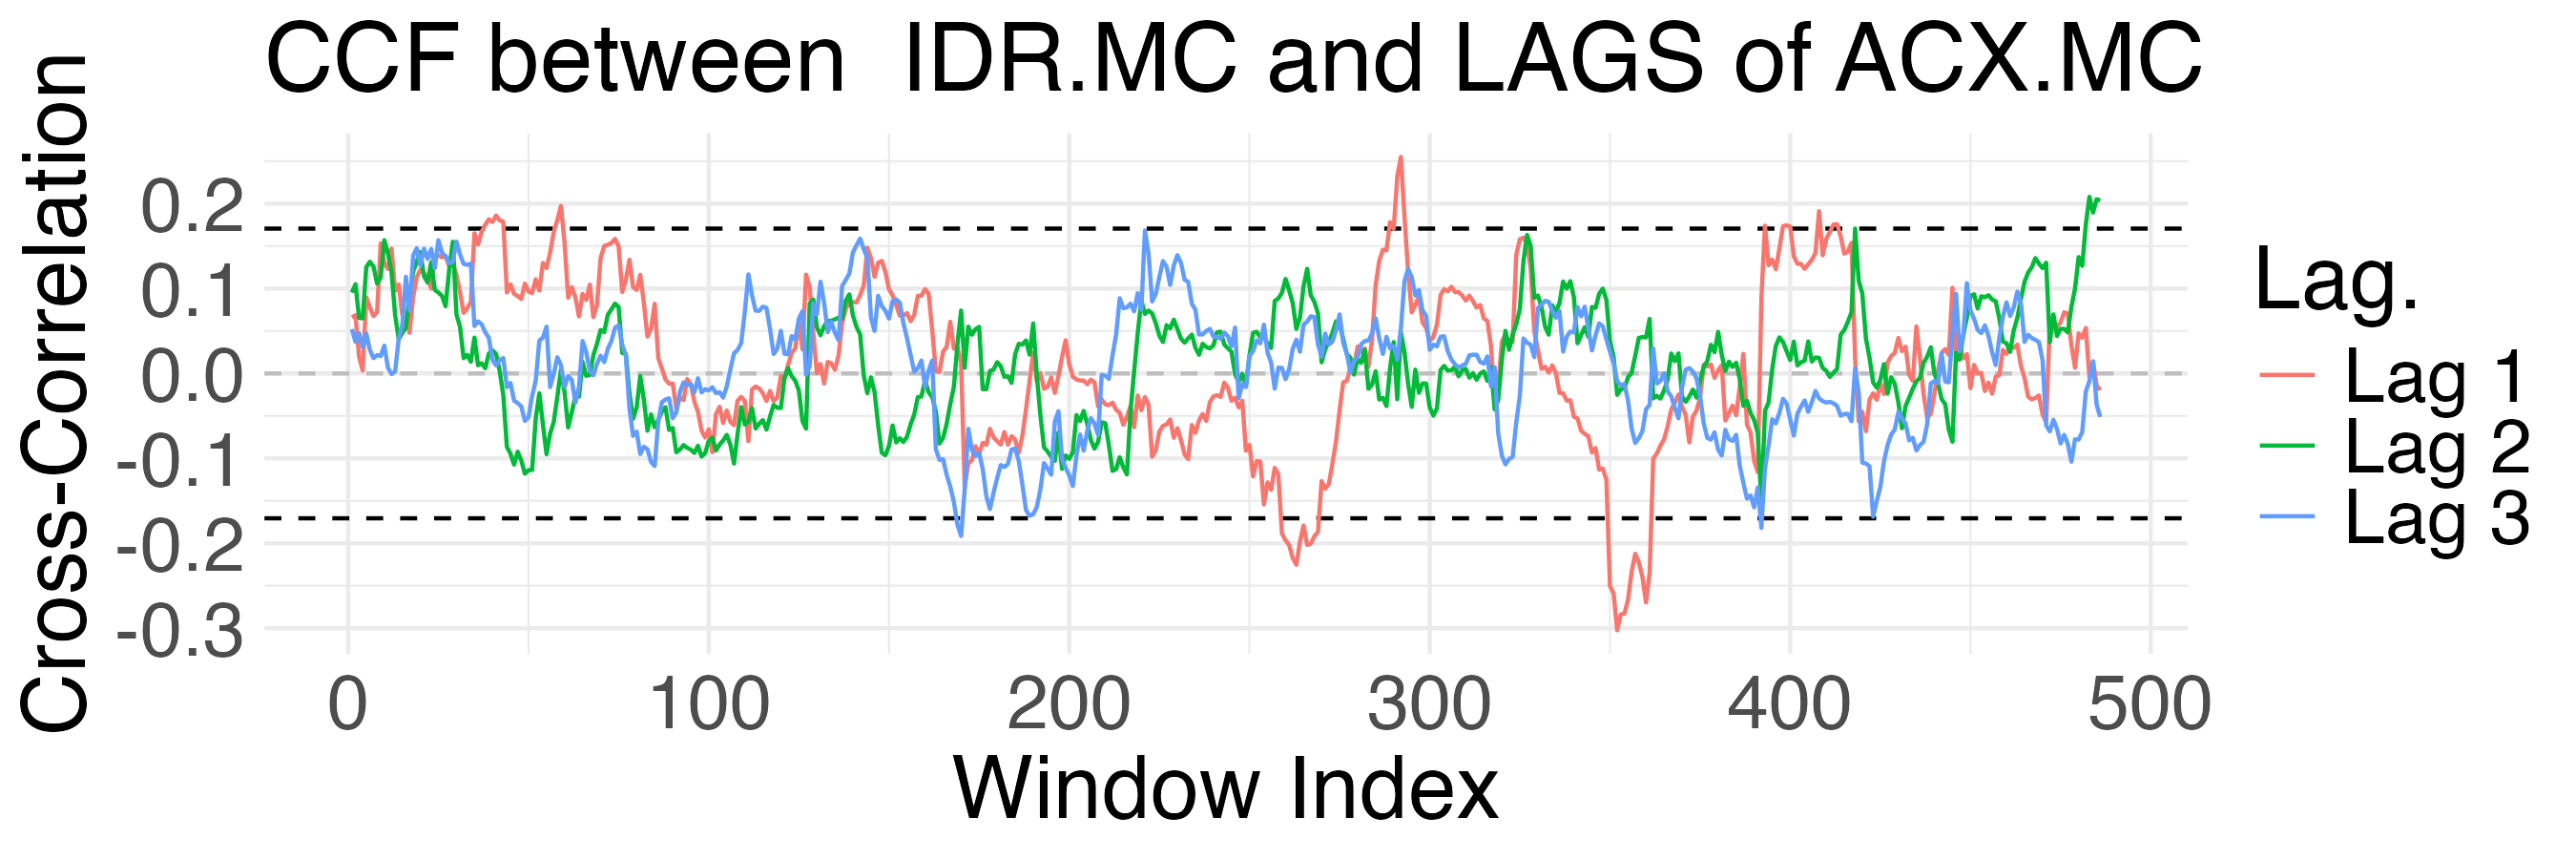 CCF between  IDR.MC and LAGS of ACX.MC
Cross-Correlation
0.2
0.1
0.0
-0.1
-0.2
-0.3
0 100 200 300 400 500
Window Index
Lag.
Lag 1
Lag 2
Lag 3